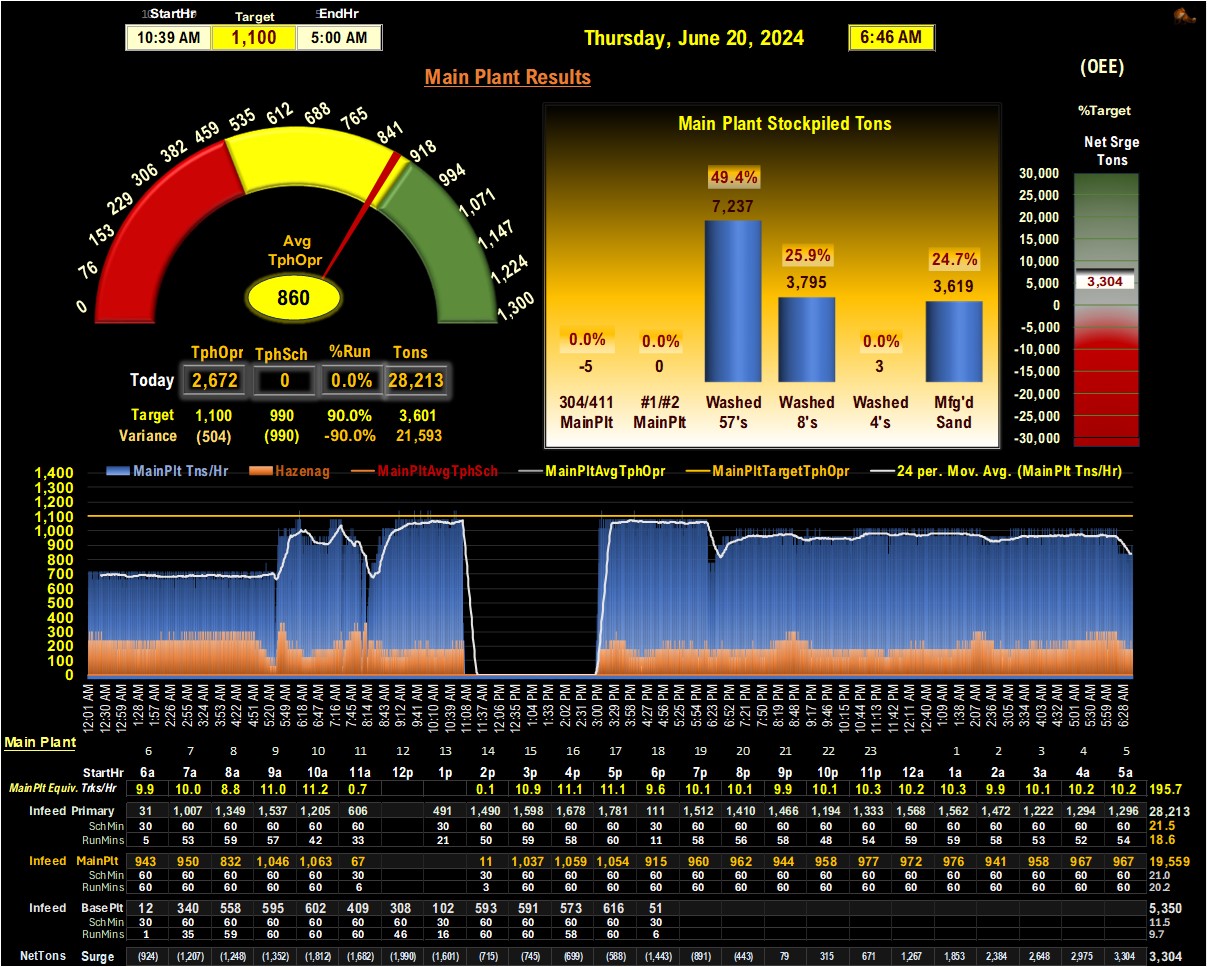 StartHr Target EndHr
10:39 AM 1,100 5:00 AM
Thursday, June 20, 2024 6:46 AM
(OEE)
Main Plant Results
%Target
Net Srge
Tons
0 76 153 229 306 382 459 535 612 688 765 841 918 994 1,071 1,147 1,224 1,300
Avg
TphOpr
860
TphOpr TphSch %Run Tons
Today 2,672 0 0.0% 28,213
Target 1,100 990 90.0% 3,601
Variance (504) (990) -90.0% 21,593
Main Plant Stockpiled Tons
0.0% 0.0% 49.4% 25.9% 0.0% 24.7%
-5 0 7,237 3,795 3 3,619
304/411 #1/#2 Washed Washed Washed Mfg'd
MainPlt MainPlt 57's 8's 4's Sand
30,000
25,000
20,000
15,000
10,000
5,000
3,304
0
-5,000
-10,000
-15,000
-20,000
-25,000
-30,000
MainPlt Tns/Hr Hazenag MainPltAvgTphSch MainPltAvgTphOpr MainPltTargetTphOpr 24 per. Mov. Avg. (MainPlt Tns/Hr)
1,400
1,300
1,200
1,100
1,000
900
800
700
600
500
400
300
200
100
0
12:01 AM 12:30 AM 12:59 AM 1:28 AM 1:57 AM 2:26 AM 2:55 AM 3:24 AM 3:53 AM 4:22 AM 4:51 AM 5:20 AM 5:49 AM 6:18 AM 6:47 AM 7:16 AM 7:45 AM 8:14 AM 8:43 AM 9:12 AM 9:41 AM 10:10 AM 10:39 AM 11:08 AM 11:37 AM 12:06 PM 12:35 PM 1:04 PM 1:33 PM 2:02 PM 2:31 PM 3:00 PM 3:29 PM 3:58 PM 4:27 PM 4:56 PM 5:25 PM 5:54 PM 6:23 PM 6:52 PM 7:21 PM 7:50 PM 8:19 PM 8:48 PM 9:17 PM 9:46 PM 10:15 PM 10:44 PM 11:13 PM 11:42 PM 12:11 AM 12:40 AM 1:09 AM 1:38 AM 2:07 AM 2:36 AM 3:05 AM 3:34 AM 4:03 AM 4:32 AM 5:01 AM 5:30 AM 5:59 AM 6:28 AM
Main Plant
6 7 8 9 10 11 12 13 14 15 16 17 18 19 20 21 22 23 1 2 3 4 5
StartHr 6a 7a 8a 9a 10a 11a 12p 1p 2p 3p 4p 5p 6p 7p 8p 9p 10p 11p 12a 1a 2a 3a 4a 5a
MainPlt Equiv. Trks/Hr 9.9 10.0 8.8 11.0 11.2 0.7 0.1 10.9 11.1 11.1 9.6 10.1 10.1 9.9 10.1 10.3 10.2 10.3 9.9 10.1 10.2 10.2 195.7
Infeed Primary 31 1,007 1,349 1,537 1,205 606 491 1,490 1,598 1,678 1,781 111 1,512 1,410 1,466 1,194 1,333 1,568 1,562 1,472 1,222 1,294 1,296 28,213
SchMin 30 60 60 60 60 60 30 60 60 60 60 30 60 60 60 60 60 60 60 60 60 60 60 21.5
RunMins 5 53 59 57 42 33 21 50 59 58 60 11 58 56 58 48 55 59 59 58 53 52 54 18.6
Infeed MainPlt 943 950 832 1,046 1,063 67 11 1,037 1,059 1,054 915 960 962 944 958 977 972 976 941 958 967 967 19,559
SchMin 60 60 60 60 60 30 30 60 60 60 60 60 60 60 60 60 60 60 60 60 60 60 21.0
RunMins 60 60 60 60 60 6 3 60 60 60 60 60 60 60 60 60 60 60 60 60 60 60 20.2
Infeed BasePlt 12 340 558 595 602 409 308 102 593 591 573 616 51 5,350
SchMin 30 60 60 60 60 60 60 30 60 60 60 60 30 11.5
RunMins 1 35 59 60 60 60 46 16 60 60 58 60 6 9.7
NetTons Surge (924) (1,207) (1,248) (1,352) (1,812) (1,682) (1,990) (1,601) (715) (745) (699) (588) (1,443) (891) (443) 79 315 671 1,267 1,853 2,384 2,648 2,975 3,304 3,304